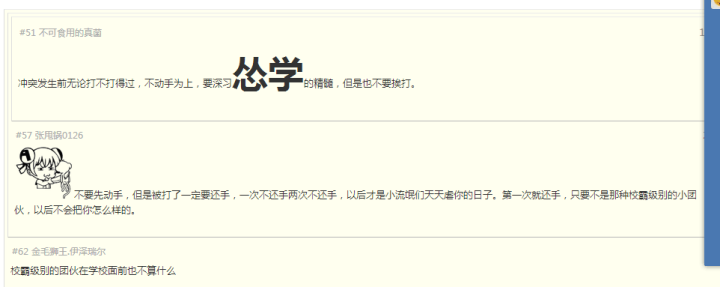 #51 不可食用的真菌
冲突发生前无论打不打得过，不动手为上，要深习怂学的精髓，但是也不要挨打。
#57 张甩锅0126
不要先动手，但是被打了一定要还手，一次不还手两次不还手，以后才是小流氓们天天虐你的日子。第一次就还手，只要不是那种校霸级别的小团
伙，以后不会把你怎么样的。
#62 金毛狮王.伊泽瑞尔
校霸级别的团伙在学校面前也不算什么